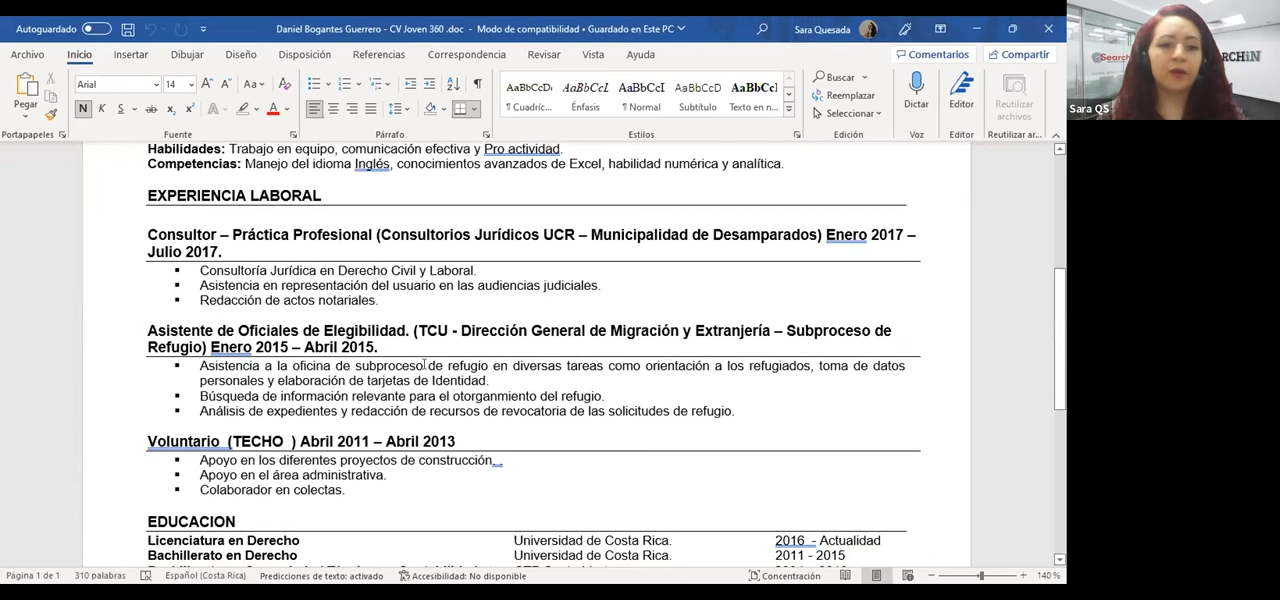 Autoguardado
Daniel Bogantes Guerrero - CV Joven 360 .doc - Modo de compatibilidad • Guardado en Este PC
Sara Quesada
Archivo Inicio Insertar Dibujar Diseño Disposición Referencias Correspondencia Revisar Vista Ayuda
Comentarios Compartir
Pegar
Arial 14
N K S
AaBbCcDı AaBbCcL AaBbCcI AaBbCcD AaBbCc
¶ Cuadríc... Énfasis ¶ Normal Subtítulo Texto en n...
Buscar
Reemplazar
Seleccionar
Dictar
Editor
Reutilizar
archivos
Portapapeles Fuente Párrafo Estilos Edición Voz Editor Reutilizar ar...
Sara QS
Habilidades: Trabajo en equipo, comunicación efectiva y Pro actividad.
Competencias: Manejo del idioma Inglés, conocimientos avanzados de Excel, habilidad numérica y analítica.
EXPERIENCIA LABORAL
Consultor – Práctica Profesional (Consultorios Jurídicos UCR – Municipalidad de Desamparados) Enero 2017 –
Julio 2017.
▪ Consultoría Jurídica en Derecho Civil y Laboral.
▪ Asistencia en representación del usuario en las audiencias judiciales.
▪ Redacción de actos notariales.
Asistente de Oficiales de Elegibilidad. (TCU - Dirección General de Migración y Extranjería – Subproceso de
Refugio) Enero 2015 – Abril 2015.
▪ Asistencia a la oficina de subproceso de refugio en diversas tareas como orientación a los refugiados, toma de datos
personales y elaboración de tarjetas de Identidad.
▪ Búsqueda de información relevante para el otorganmiento del refugio.
▪ Análisis de expedientes y redacción de recursos de revocatoria de las solicitudes de refugio.
Voluntario (TECHO ) Abril 2011 – Abril 2013
▪ Apoyo en los diferentes proyectos de construcción.
▪ Apoyo en el área administrativa.
▪ Colaborador en colectas.
EDUCACION
Licenciatura en Derecho Universidad de Costa Rica. 2016 - Actualidad
Bachillerato en Derecho Universidad de Costa Rica. 2011 - 2015
Página 1 de 1 310 palabras Español (Costa Rica) Predicciones de texto: activado Accesibilidad: No disponible Concentración 140 %